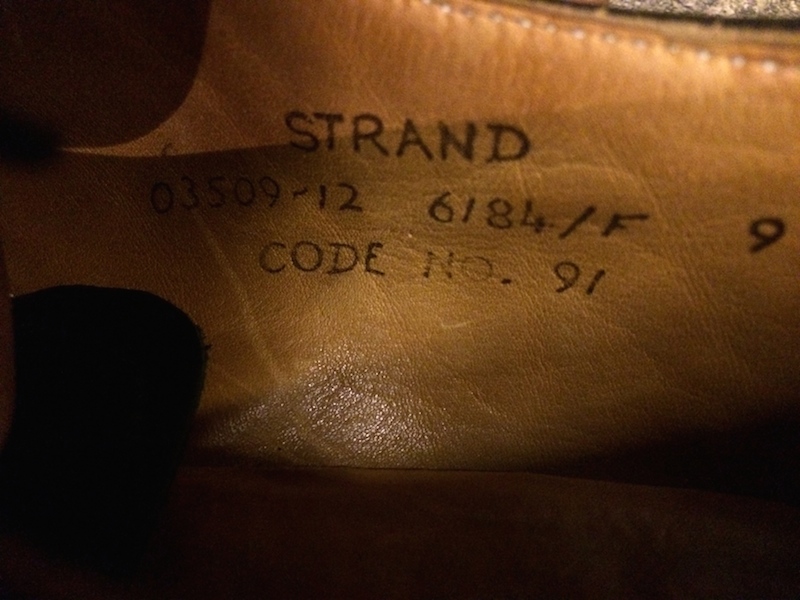 STRAND
03509-12 6184/F 9
CODE NO. 91